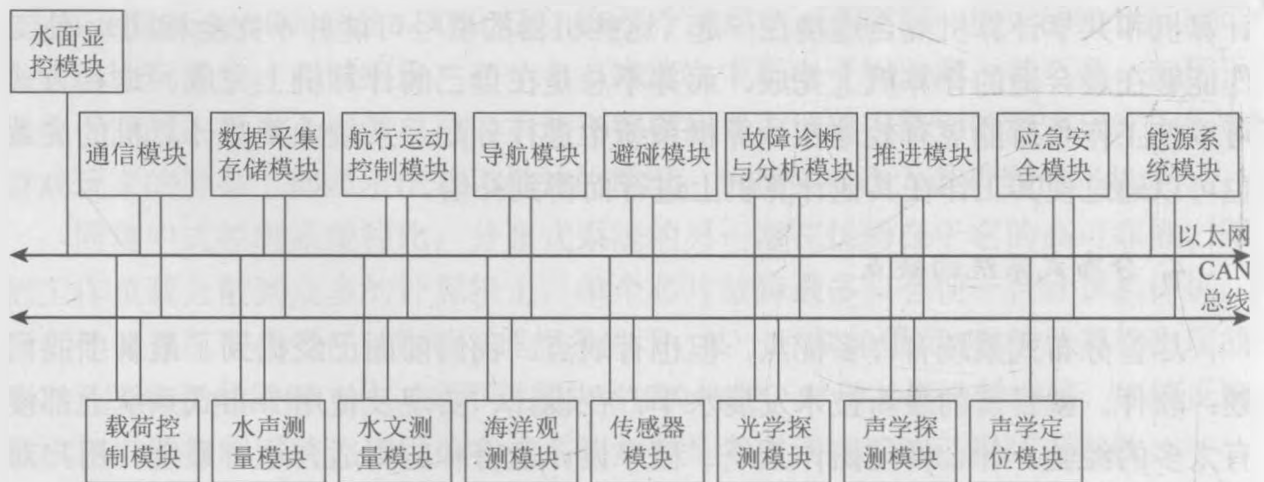 水面显
控模块
通信模块
数据采集
存储模块
航行运动
控制模块
导航模块
避碰模块
故障诊断
与分析模块
推进模块
应急安
全模块
能源系
统模块
以太网
CAN
总线
载荷控
制模块
水声测
量模块
水文测
量模块
海洋观
测模块
传感器
模块
光学探
测模块
声学探
测模块
声学定
位模块